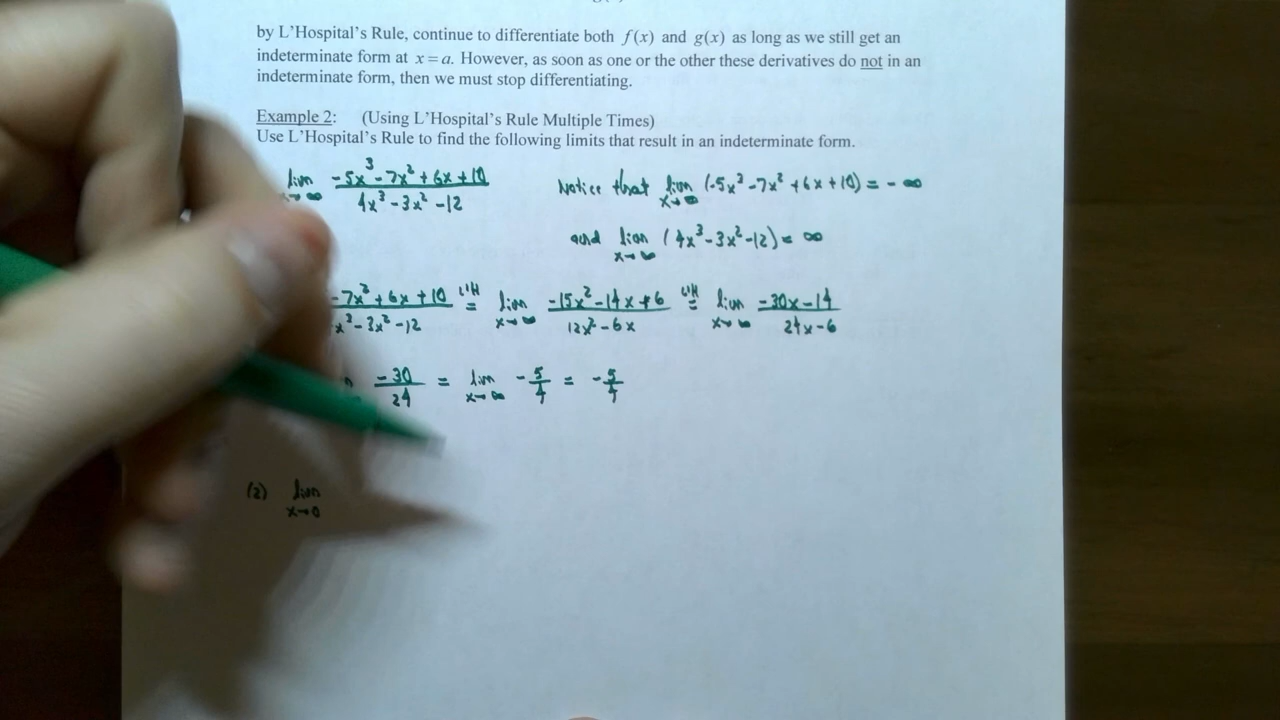 by L'Hospital's Rule, continue to differentiate both f(x) and g(x) as long as we still get an
indeterminate form at x = a. However, as soon as one or the other these derivatives do not in an
indeterminate form, then we must stop differentiating.
Example 2: (Using L'Hospital's Rule Multiple Times)
Use L'Hospital's Rule to find the following limits that result in an indeterminate form.
lim x→∞ (-5x³-7x²+6x+10)/(4x³-3x²-12) Notice that lim x→∞ (-5x³-7x²+6x+10) = -∞
and lim x→∞ (4x³-3x²-12) = ∞
-7x²+6x+10 / x³-3x²-12 L'H = lim x→∞ (-15x²-14x+6)/(12x²-6x) L'H = lim x→∞ (-30x-14)/(24x-6)
-30/24 = lim x→∞ -5/4 = -5/4
(2) lim x→0